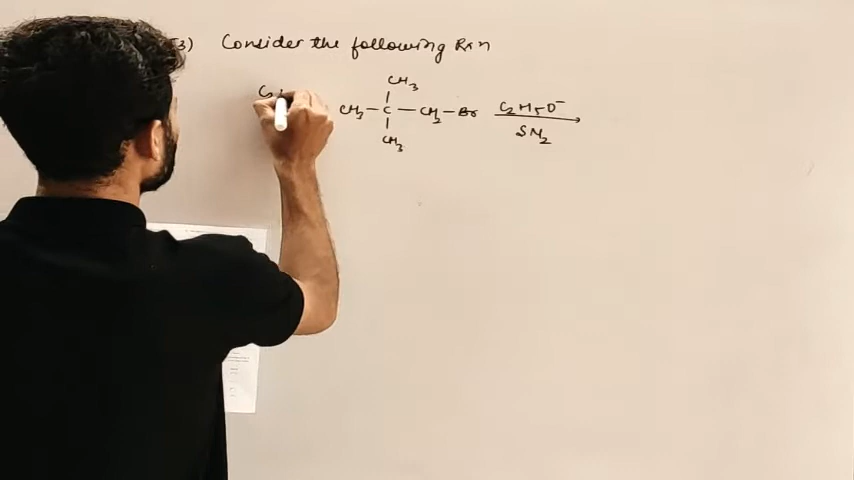 3) Consider the following Rxn
CH3
CH3 - C - CH2 - Br C2H5O-
SN2
CH3